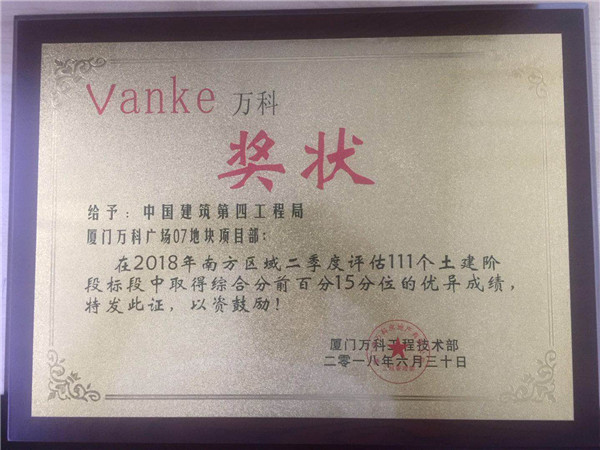 Vanke 万科
奖状
给予：中国建筑第四工程局
厦门万科广场07地块项目部：
在2018年南方区域二季度评估111个土建阶
段标段中取得综合分前百分15分位的优异成绩，
特发此证，以资鼓励！
厦门万科工程技术部
二零一八年六月三十日